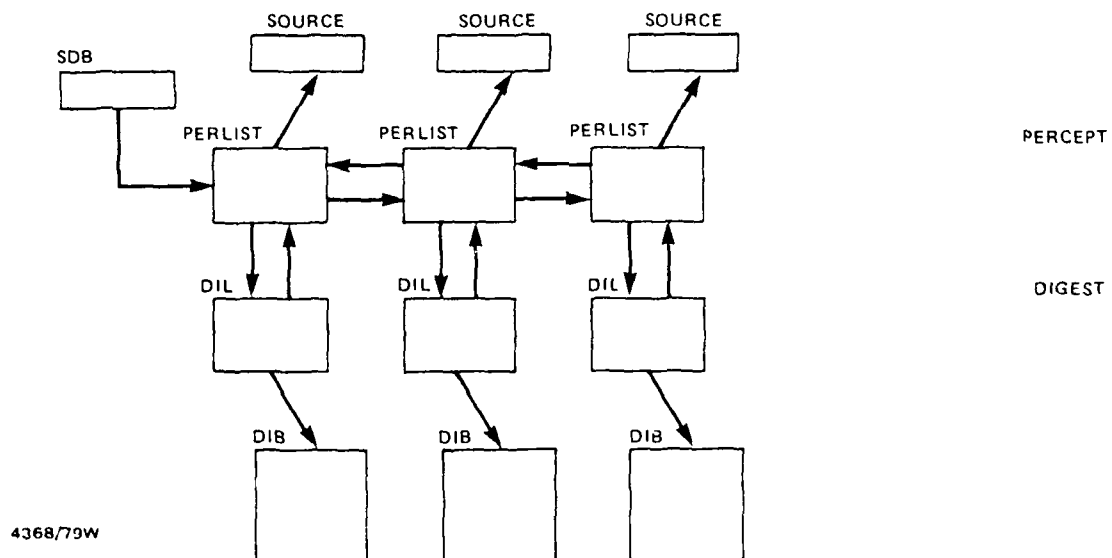 SOURCE SOURCE SOURCE
SDB
PERLIST PERLIST PERLIST
PERCEPT
DIL DIL DIL
DIGEST
DIB DIB DIB
4368/79W